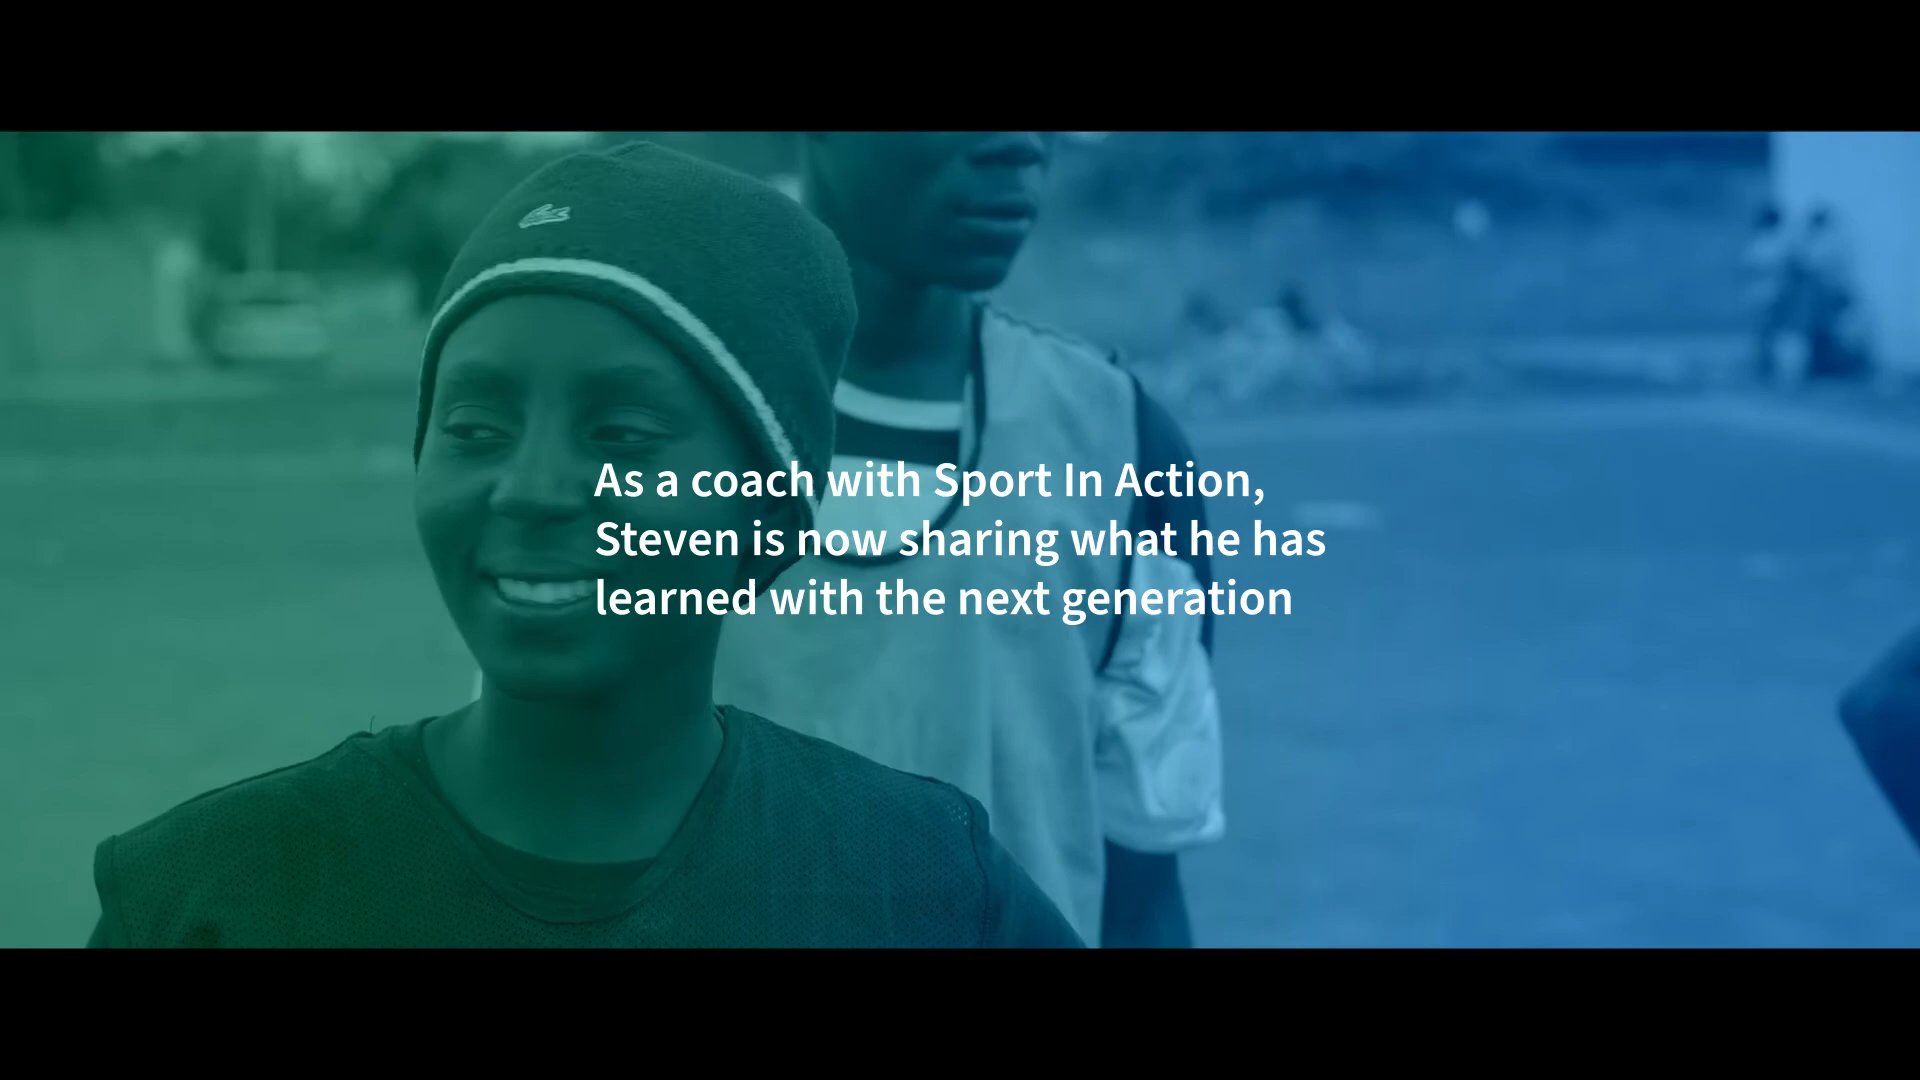 As a coach with Sport In Action,
Steven is now sharing what he has
learned with the next generation